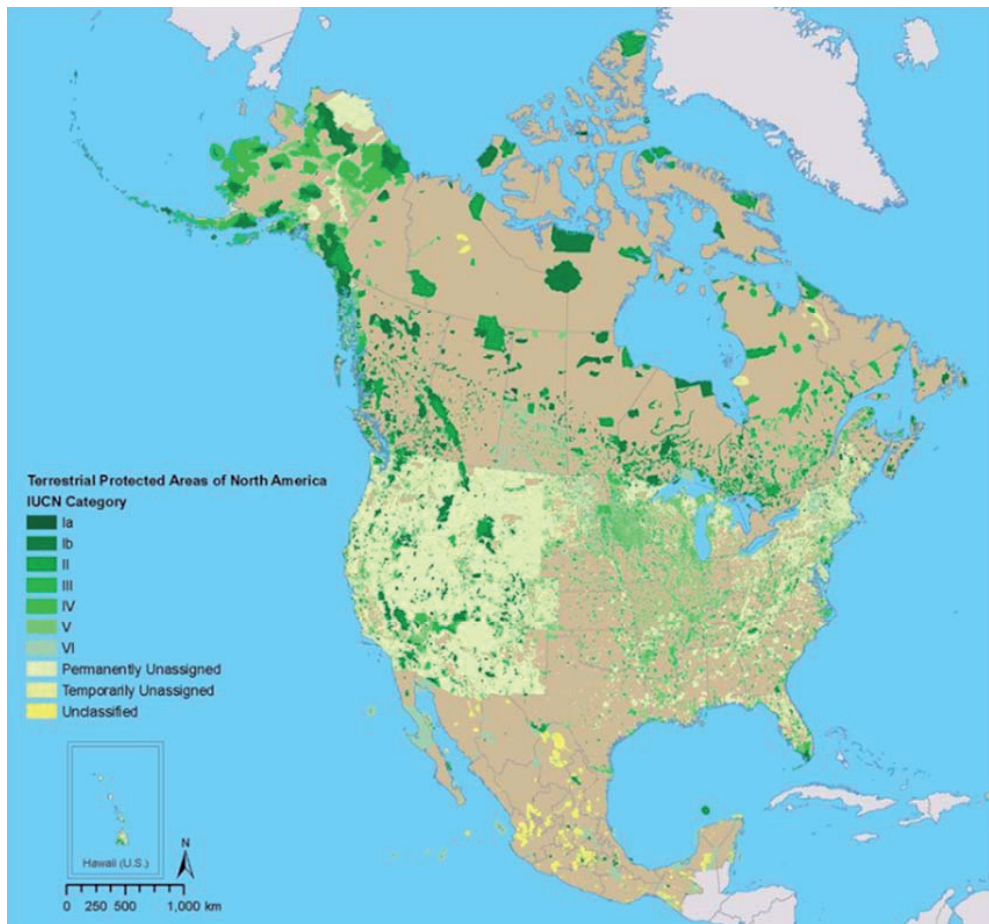 Terrestrial Protected Areas of North America
IUCN Category
Ia
Ib
II
III
IV
V
VI
Permanently Unassigned
Temporarily Unassigned
Unclassified
Hawaii (U.S.)
N
0 250 500 1,000 km